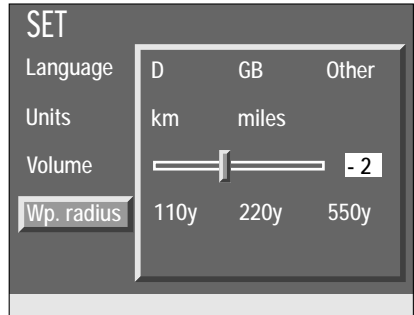 SET
Language D GB Other
Units km miles
Volume - 2
Wp. radius 110y 220y 550y